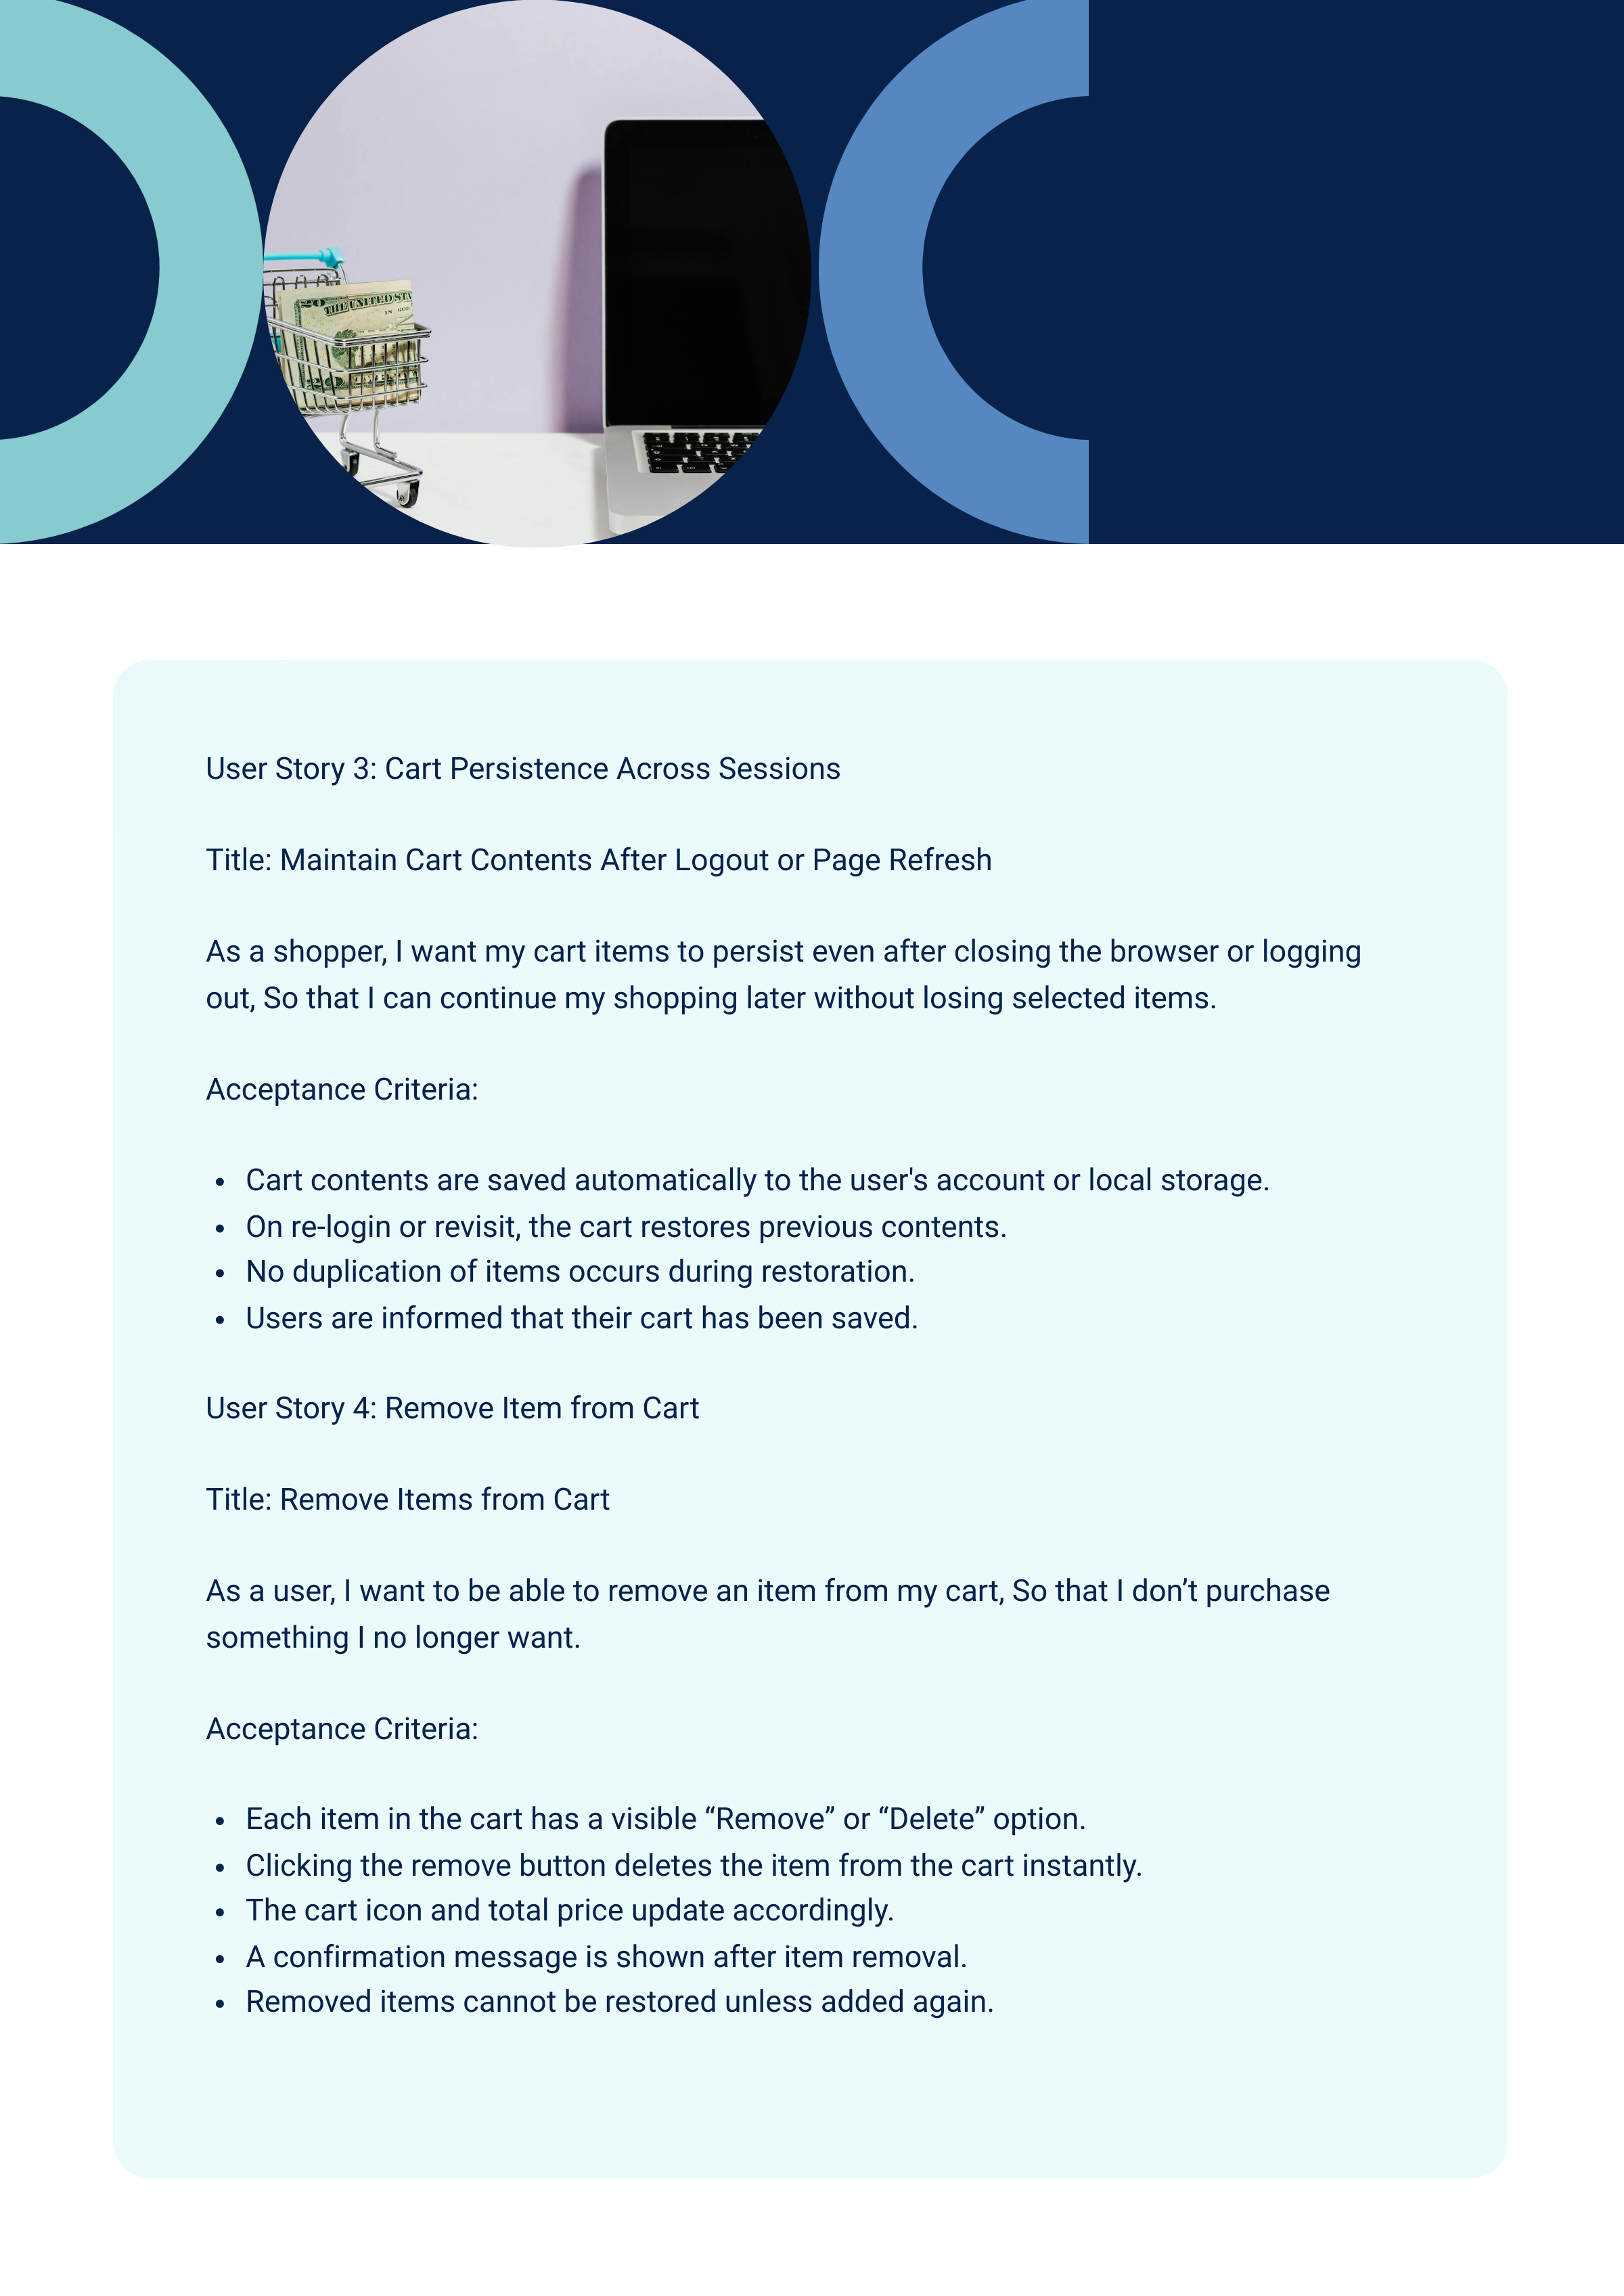 20 THE UNITED STA
IN GOD
User Story 3: Cart Persistence Across Sessions
Title: Maintain Cart Contents After Logout or Page Refresh
As a shopper, I want my cart items to persist even after closing the browser or logging
out, So that I can continue my shopping later without losing selected items.
Acceptance Criteria:
• Cart contents are saved automatically to the user's account or local storage.
• On re-login or revisit, the cart restores previous contents.
• No duplication of items occurs during restoration.
• Users are informed that their cart has been saved.
User Story 4: Remove Item from Cart
Title: Remove Items from Cart
As a user, I want to be able to remove an item from my cart, So that I don’t purchase
something I no longer want.
Acceptance Criteria:
• Each item in the cart has a visible “Remove” or “Delete” option.
• Clicking the remove button deletes the item from the cart instantly.
• The cart icon and total price update accordingly.
• A confirmation message is shown after item removal.
• Removed items cannot be restored unless added again.